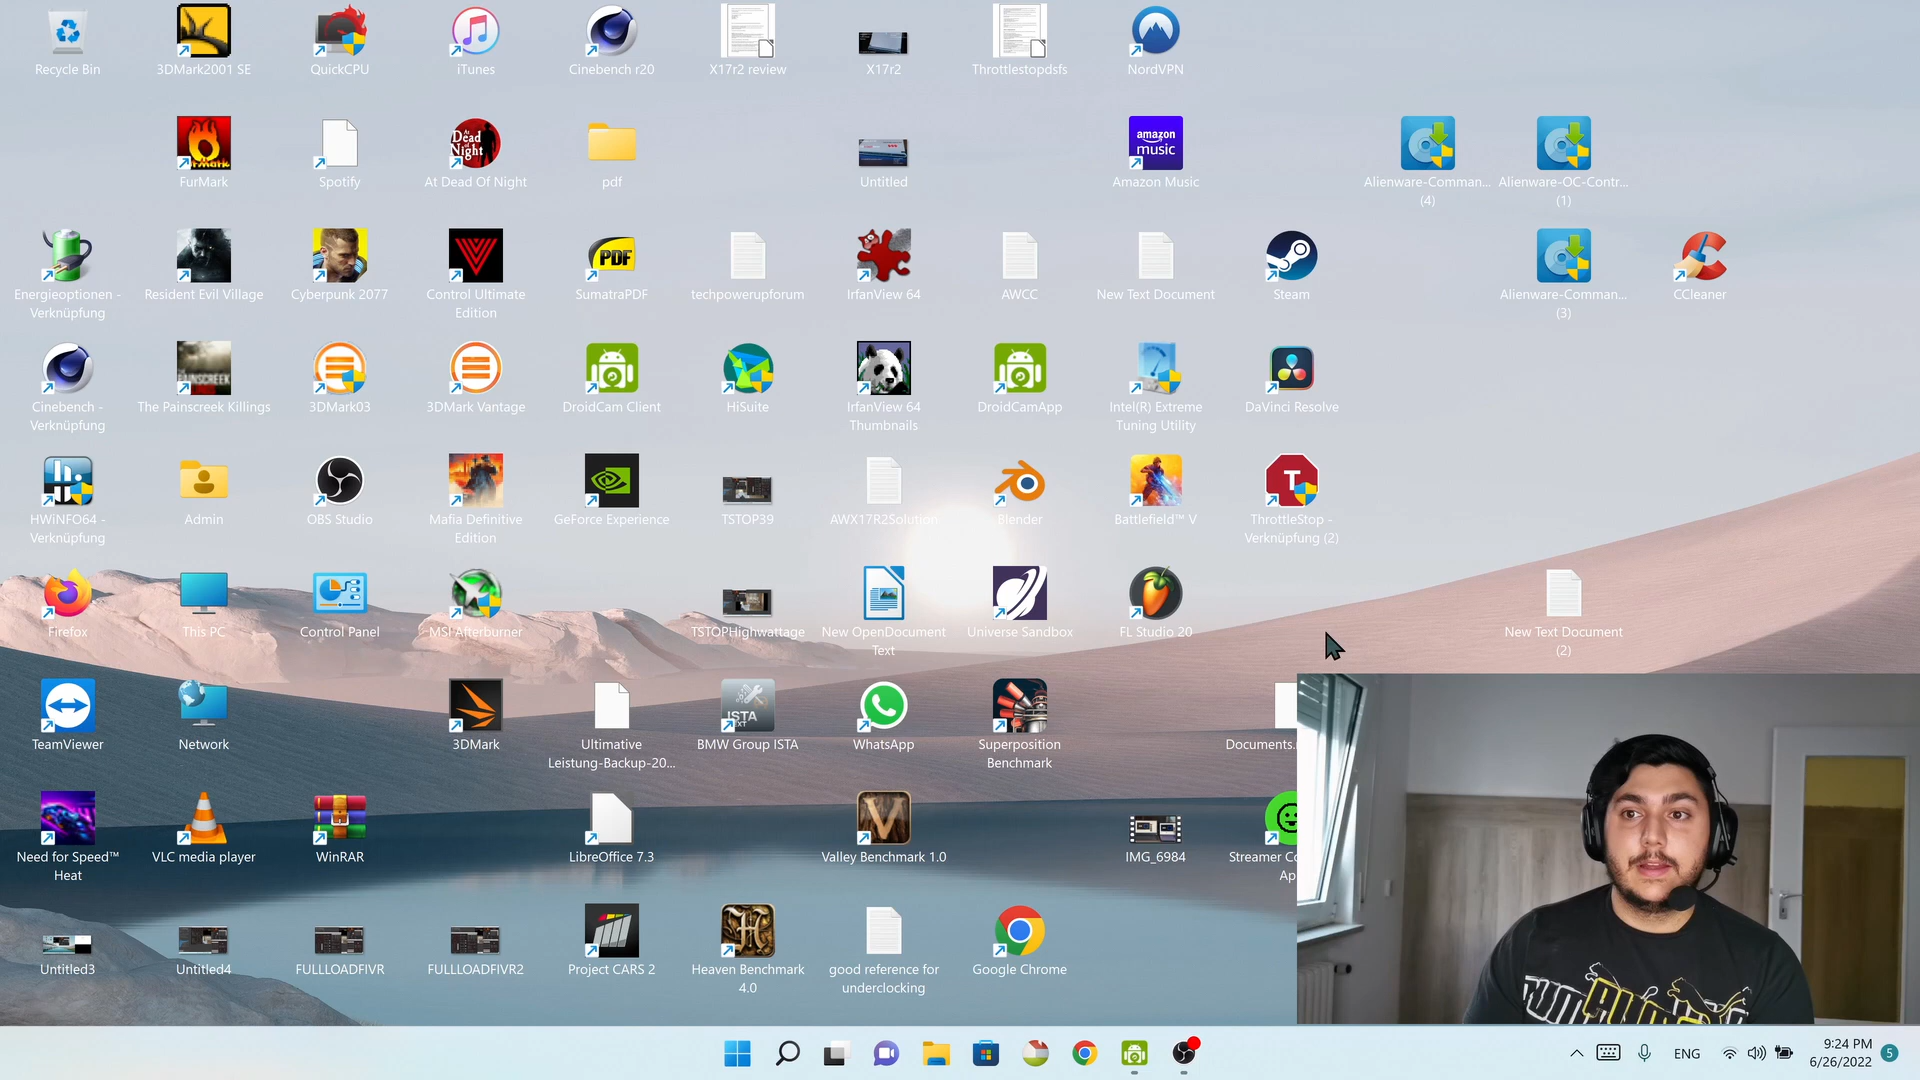 Recycle Bin
3DMark2001 SE
QuickCPU
iTunes
Cinebench r20
X17r2 review
X17r2
Throttlestopdsfs
NordVPN
FurMark
Spotify
At Dead Of Night
pdf
Untitled
amazon
music
Amazon Music
Alienware-Comman...
(4)
Alienware-OC-Contr...
(1)
Energieoptionen -
Verknüpfung
Resident Evil Village
Cyberpunk 2077
Control Ultimate
Edition
PDF
SumatraPDF
techpowerupforum
IrfanView 64
AWCC
New Text Document
Steam
Alienware-Comman...
(3)
CCleaner
Cinebench -
Verknüpfung
The Painscreek Killings
3DMark03
3DMark Vantage
DroidCam Client
HiSuite
IrfanView 64
Thumbnails
DroidCamApp
Intel(R) Extreme
Tuning Utility
DaVinci Resolve
HWiNFO64 -
Verknüpfung
Admin
OBS Studio
Mafia Definitive
Edition
GeForce Experience
TSTOP39
AWX17R2Solution
Blender
Battlefield™ V
ThrottleStop -
Verknüpfung (2)
Firefox
This PC
Control Panel
MSI Afterburner
TSTOPHighwattage
New OpenDocument
Text
Universe Sandbox
FL Studio 20
New Text Document
(2)
TeamViewer
Network
3DMark
Ultimative
Leistung-Backup-20...
ISTA
BMW Group ISTA
WhatsApp
Superposition
Benchmark
Documents.
Need for Speed™
Heat
VLC media player
WinRAR
LibreOffice 7.3
Valley Benchmark 1.0
IMG_6984
Streamer
Untitled3
Untitled4
FULLLOADFIVR
FULLLOADFIVR2
Project CARS 2
Heaven Benchmark
4.0
good reference for
underclocking
Google Chrome
ENG
9:24 PM
6/26/2022
5